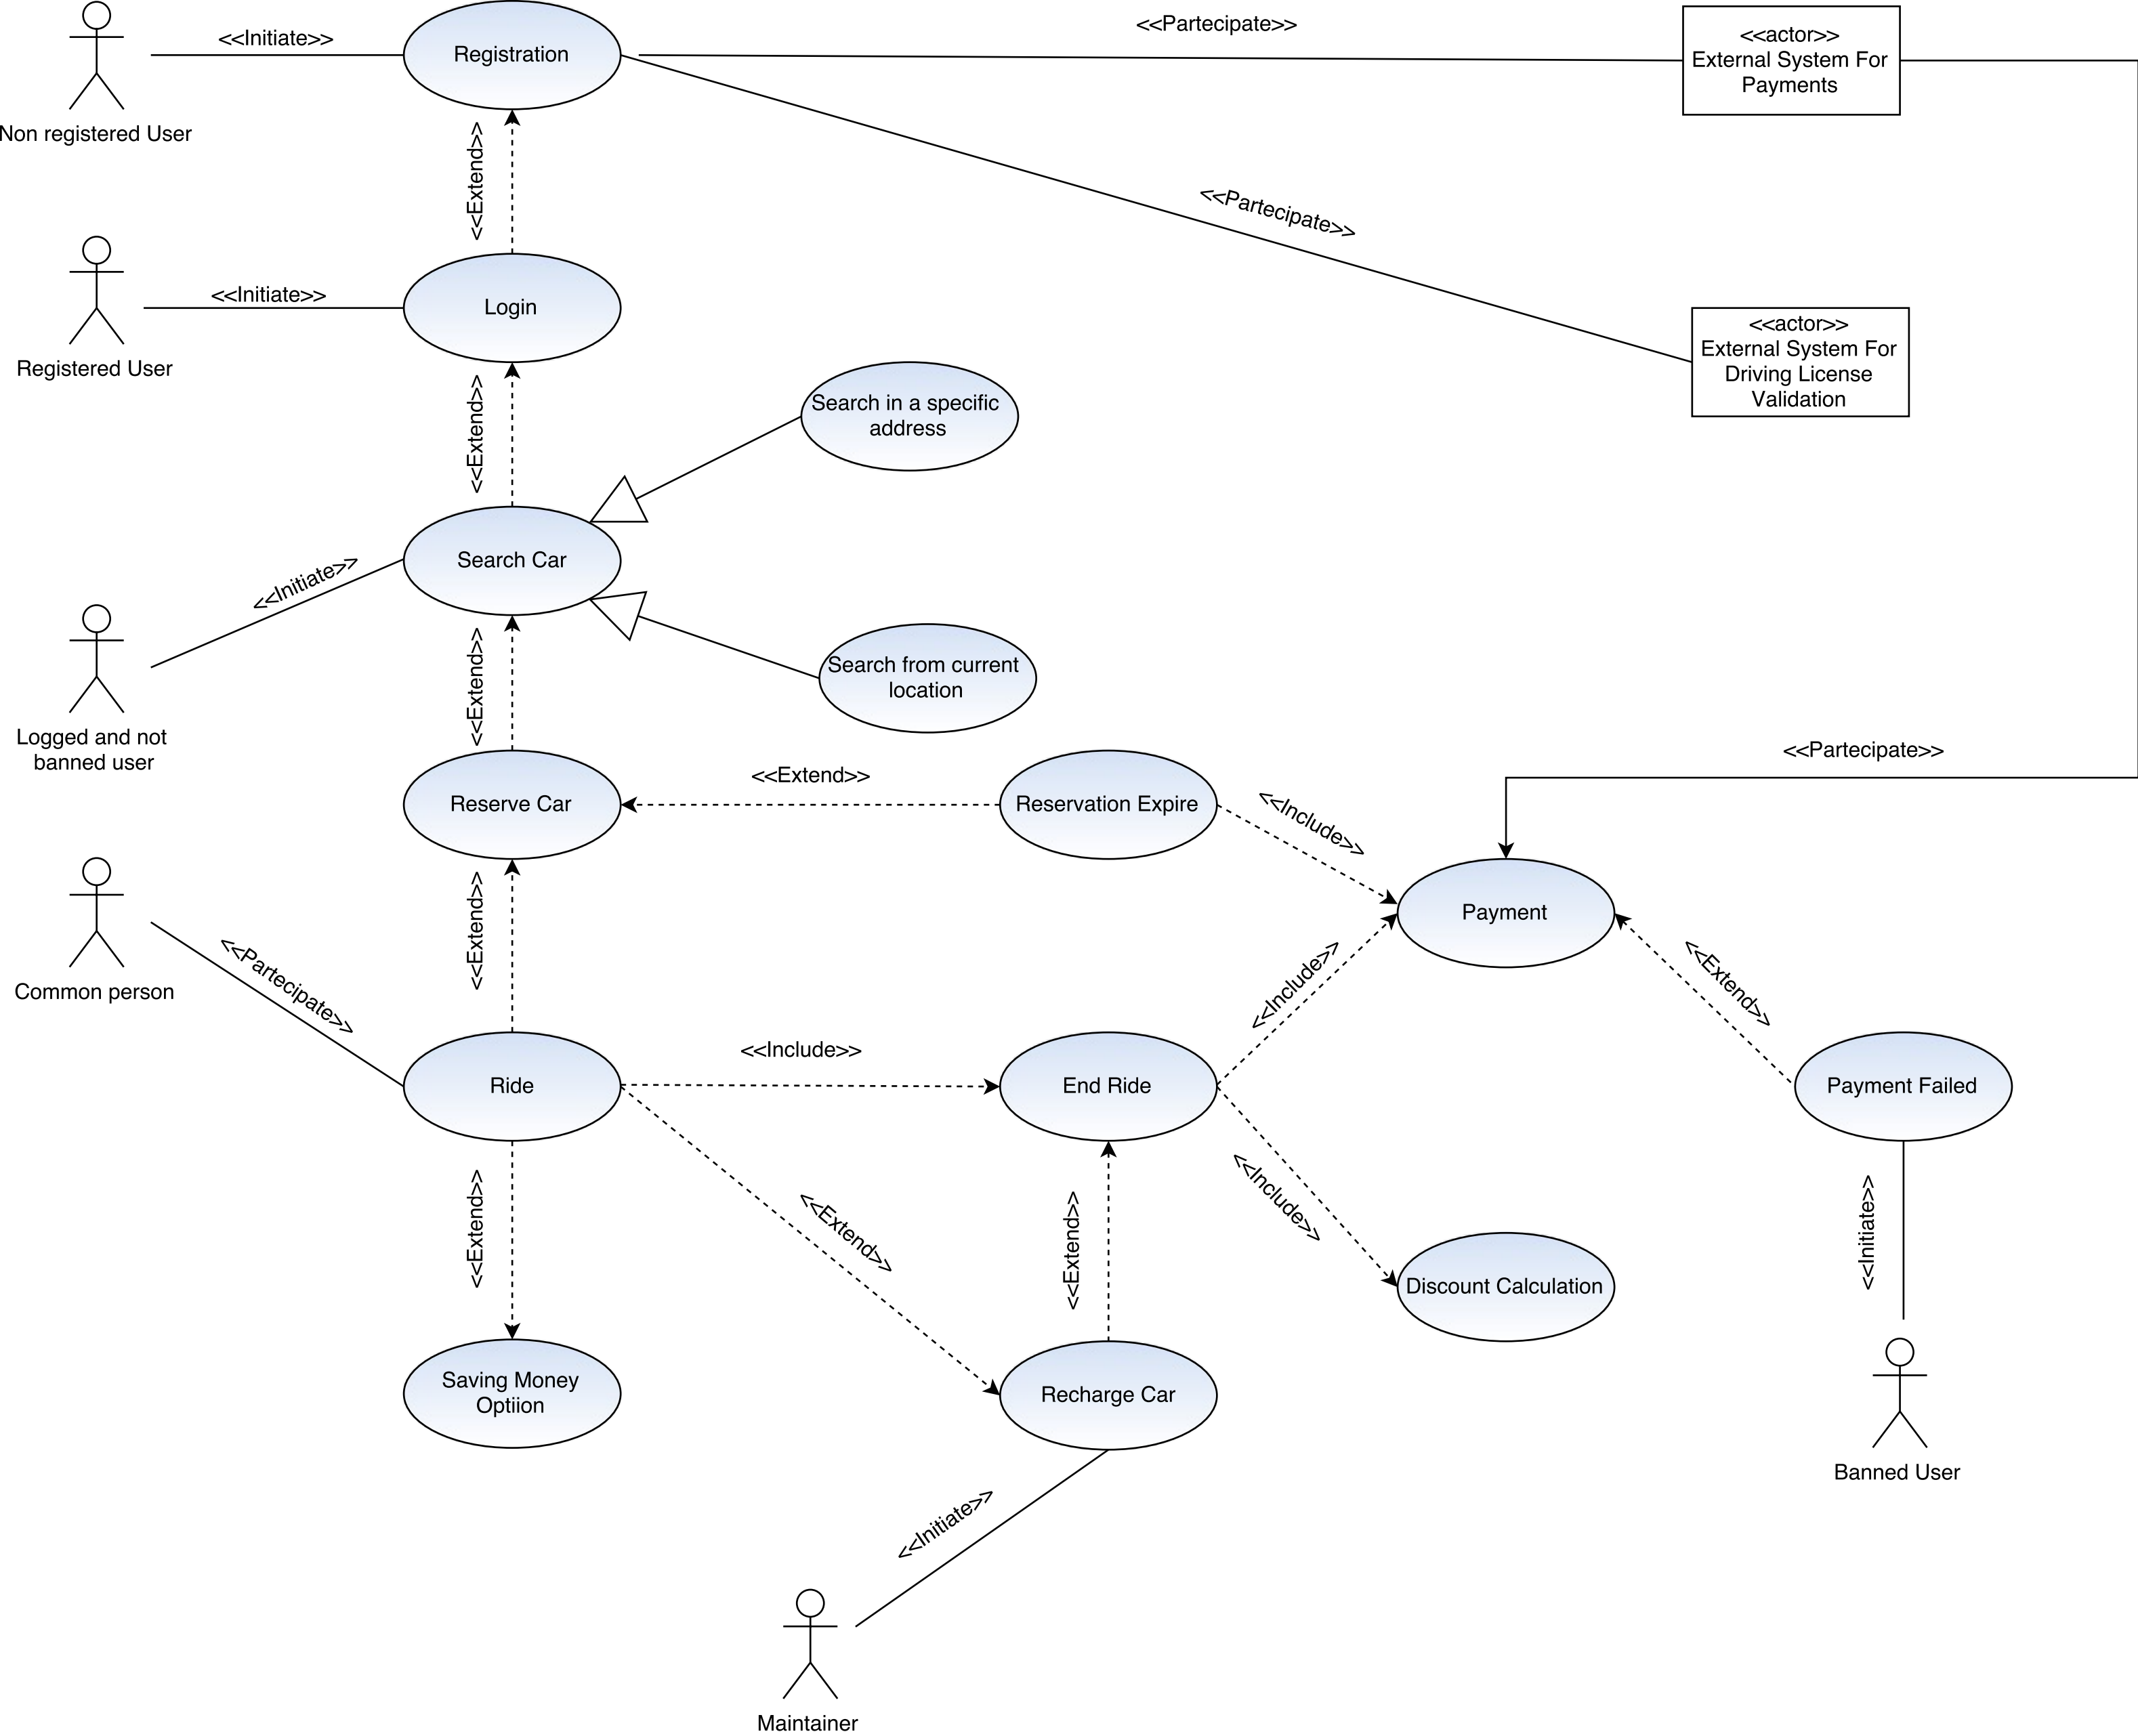 <<Partecipate>>
<<Initiate>>
<<actor>>
External System For
Payments
Registration
Non registered User
<<Extend>>
<<Partecipate>>
<<Initiate>>
Login
<<actor>>
External System For
Driving License
Validation
Registered User
<<Extend>>
Search in a specific
address
Search Car
<<Initiate>>
<<Extend>>
Search from current
location
Logged and not
banned user
<<Partecipate>>
<<Extend>>
Reserve Car
Reservation Expire
<<Include>>
Payment
<<Extend>>
<<Partecipate>>
Common person
<<Include>>
<<Extend>>
<<Include>>
Ride
End Ride
Payment Failed
<<Extend>>
<<Extend>>
<<Extend>>
<<Include>>
<<Initiate>>
Discount Calculation
Saving Money
Optiion
Recharge Car
Banned User
<<Initiate>>
Maintainer